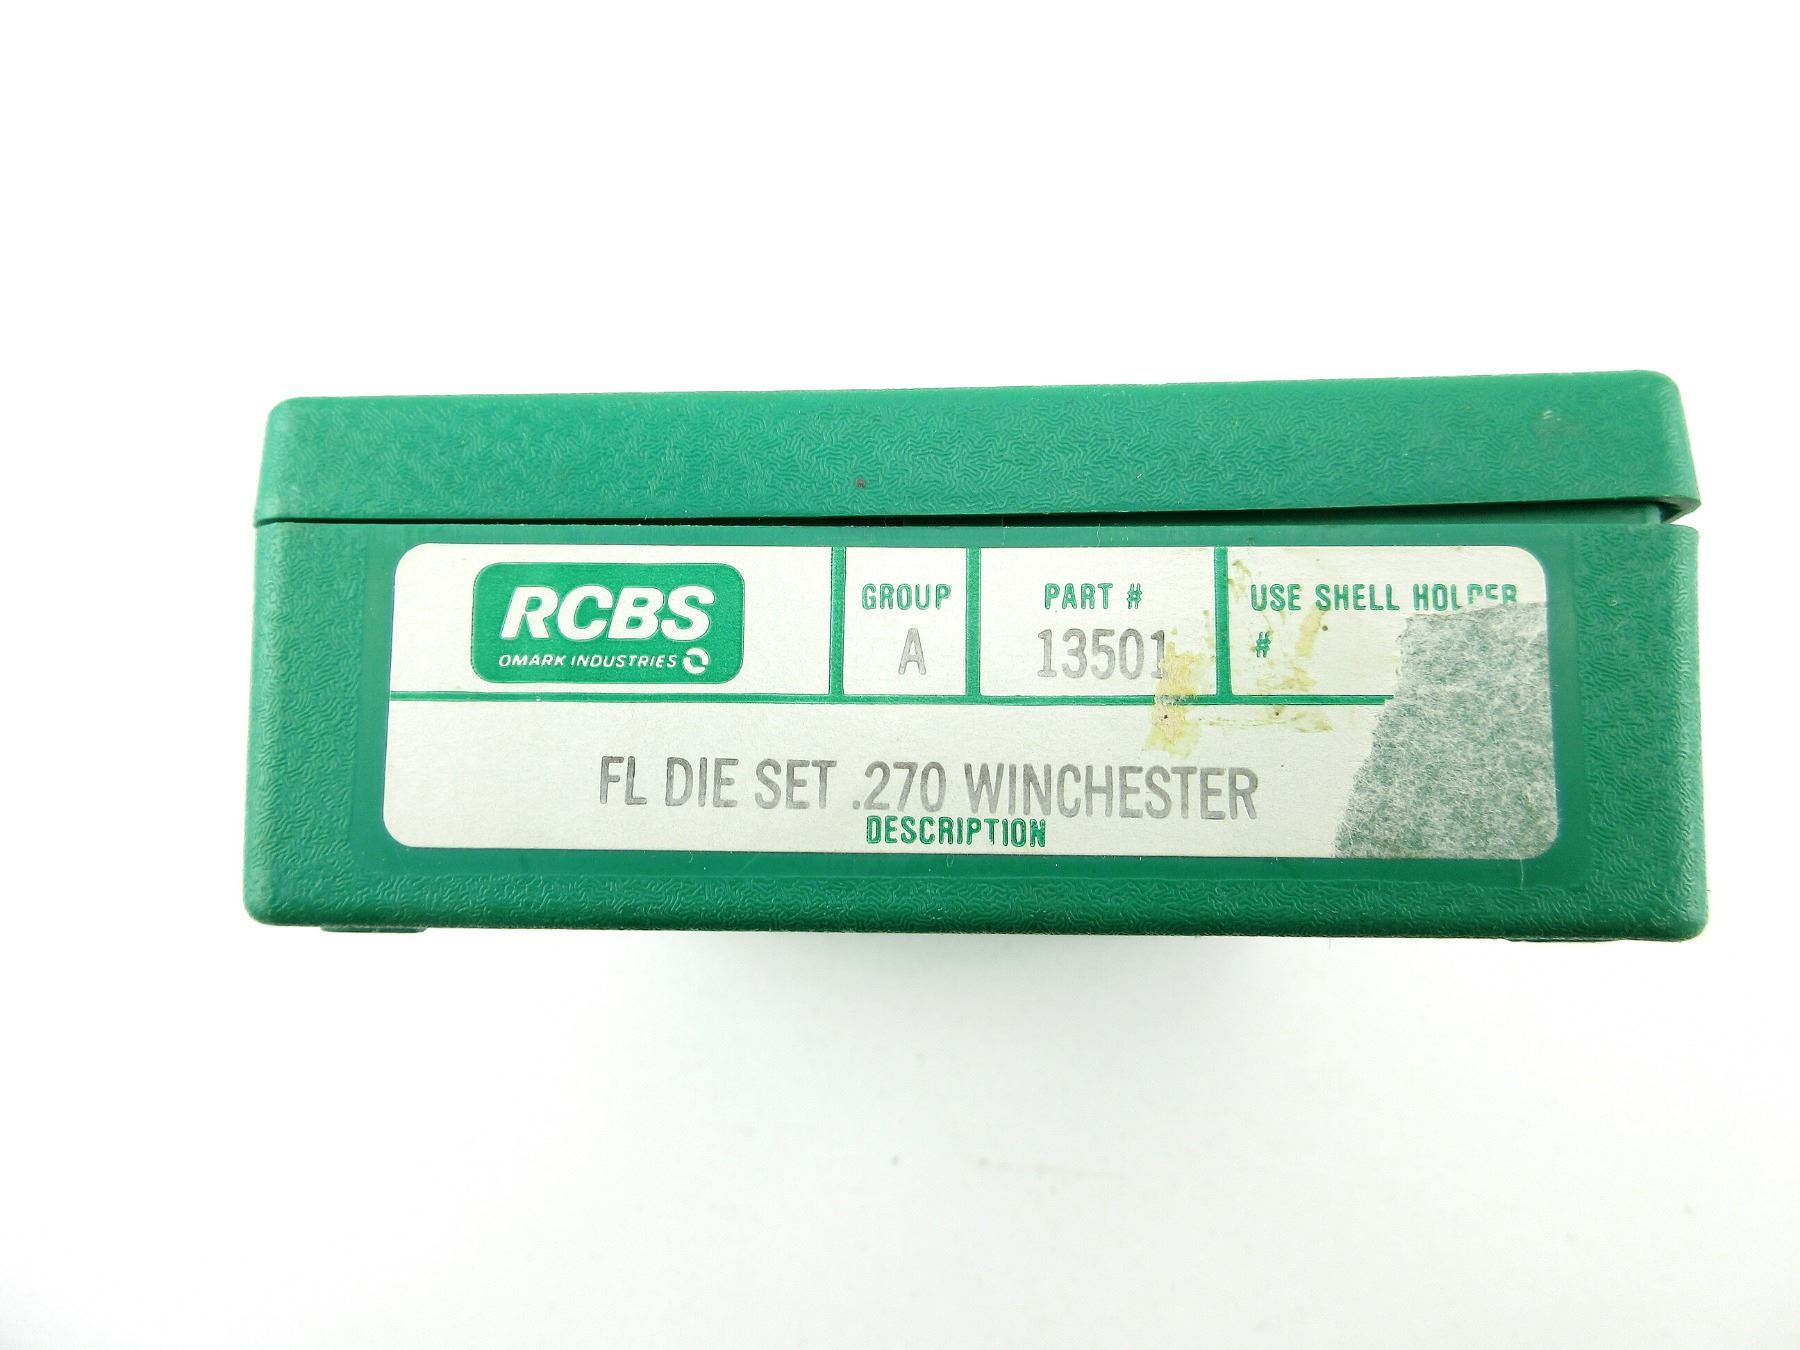 RCBS
OMARK INDUSTRIES
GROUP
A
PART #
13501
USE SHELL HOLDER
#
FL DIE SET .270 WINCHESTER
DESCRIPTION